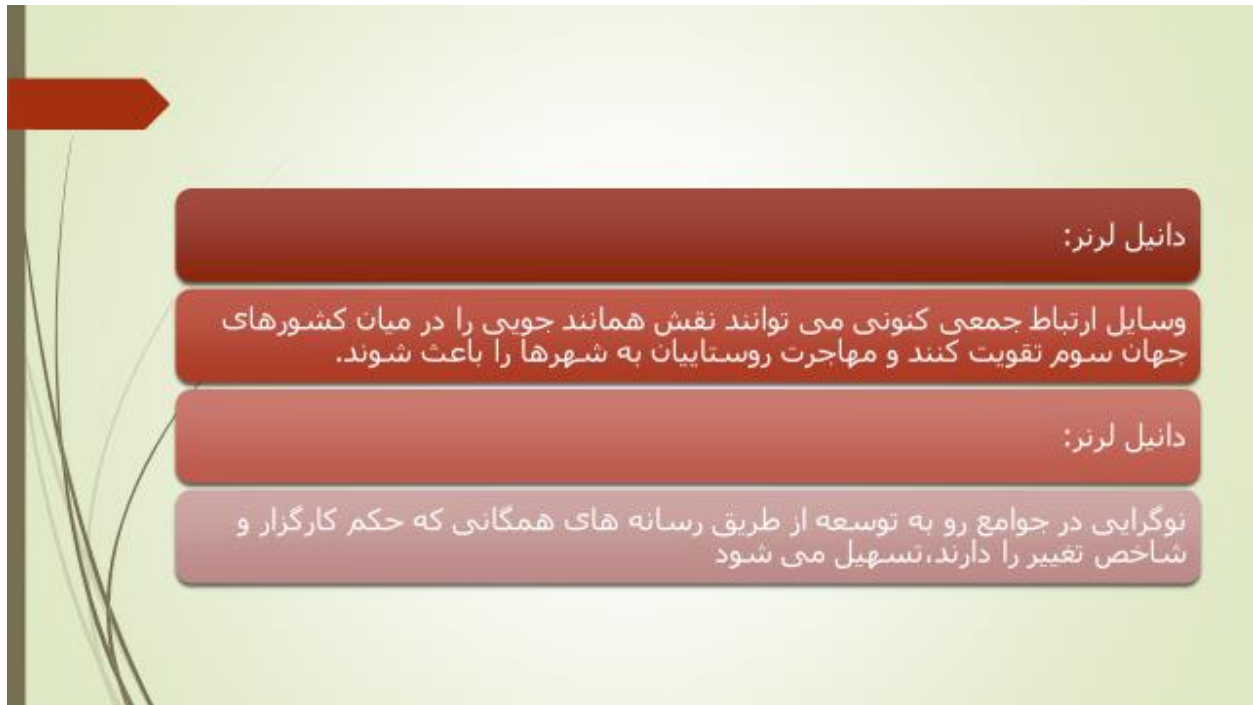 دانیل لرنر:
وسایل ارتباط جمعی کنونی می توانند نقش همانند جویی را در میان کشورهای
جهان سوم تقویت کنند و مهاجرت روستاییان به شهرها را باعث شوند.
دانیل لرنر:
نوگرایی در جوامع رو به توسعه از طریق رسانه های همگانی که حکم کارگزار و
شاخص تغییر را دارند،تسهیل می شود